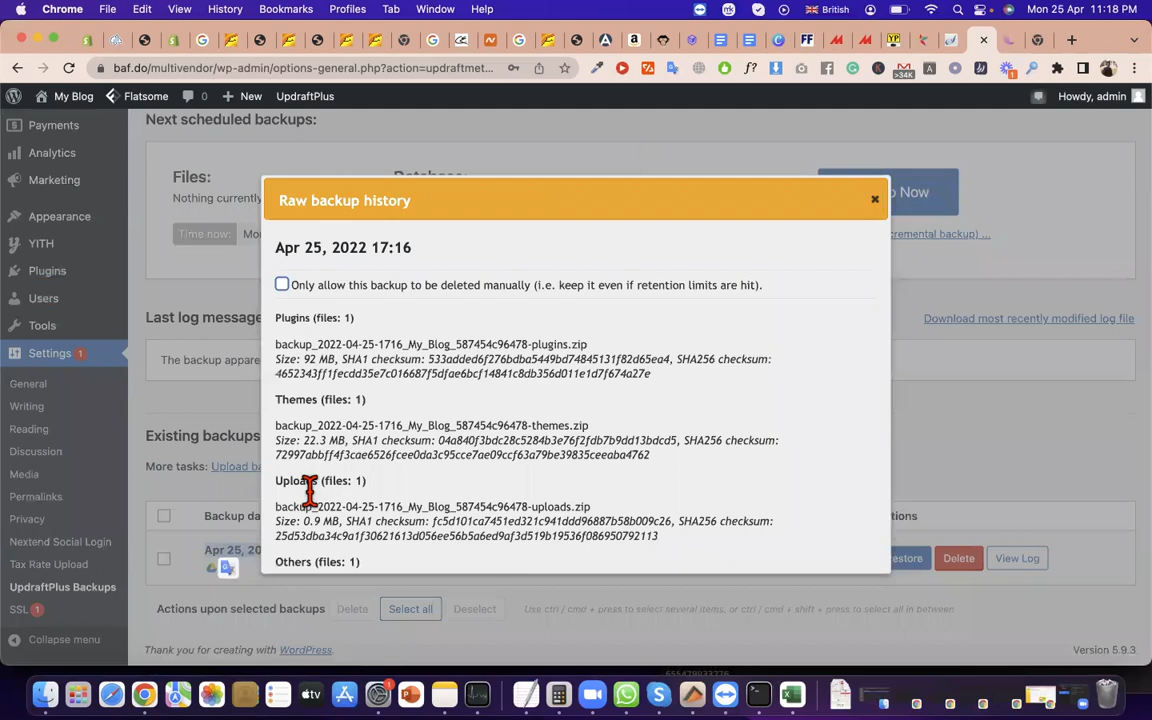 Chrome File Edit View History Bookmarks Profiles Tab Window Help British Mon 25 Apr 11:18 PM
baf.do/multivendor/wp-admin/options-general.php?action=updraftmet...
My Blog Flatsome 0 New UpdraftPlus Howdy, admin
Payments
Analytics
Marketing
Appearance
YITH
Plugins
Users
Tools
Settings 1
General
Writing
Reading
Discussion
Media
Permalinks
Privacy
Nextend Social Login
Tax Rate Upload
UpdraftPlus Backups
SSL 1
Collapse menu
Next scheduled backups:
Files:
Nothing currently
Time now:
Now
cremental backup) ...
Last log message
Download most recently modified log file
The backup appare
Existing backups
More tasks: Upload ba
Backup da
Apr 25, 20
Delete View Log
Actions upon selected backups Delete Select all Deselect Use ctrl / cmd + press to select several items, or ctrl / cmd + shift + press to select all in between
Thank you for creating with WordPress. Version 5.9.3
Raw backup history
Apr 25, 2022 17:16
Only allow this backup to be deleted manually (i.e. keep it even if retention limits are hit).
Plugins (files: 1)
backup_2022-04-25-1716_My_Blog_587454c96478-plugins.zip
Size: 92 MB, SHA1 checksum: 533added6f276bdba5449bd74845131f82d65ea4, SHA256 checksum:
4652343ff1fecdd35e7c016687f5dfae6bcf14841c8db356d011e1d7f674a27e
Themes (files: 1)
backup_2022-04-25-1716_My_Blog_587454c96478-themes.zip
Size: 22.3 MB, SHA1 checksum: 04a840f3bdc28c5284b3e76f2fdb7b9dd13bdcd5, SHA256 checksum:
72997abbff4f3cae6526fcee0da3c95cce7ae09ccf63a79be39835ceeaba4762
Uploads (files: 1)
backup_2022-04-25-1716_My_Blog_587454c96478-uploads.zip
Size: 0.9 MB, SHA1 checksum: fc5d101ca7451ed321c941ddd96887b58b009c26, SHA256 checksum:
25d53dba34c9a1f30621613d056ee56b5a6ed9af3d519b19536f086950792113
Others (files: 1)